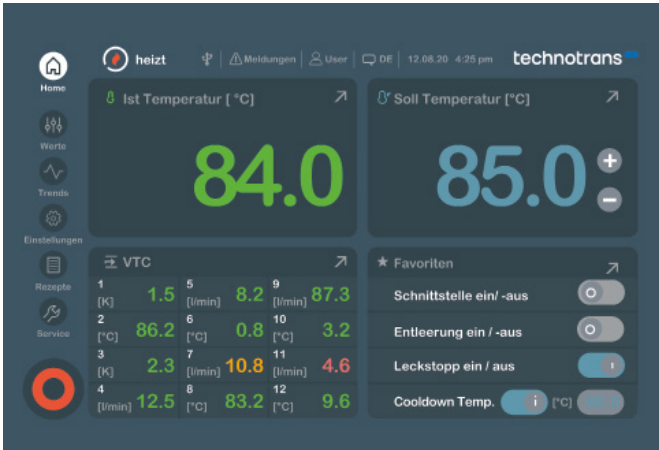 heizt
Meldungen
User
DE
12.08.20 4:25 pm
technotrans
Home
Werte
Trends
Einstellungen
Rezepte
Service
Ist Temperatur [ °C]
84.0
Soll Temperatur [°C]
85.0
VTC
1 [K] 1.5
5 [l/min] 8.2
9 [l/min] 87.3
2 [°C] 86.2
6 [°C] 0.8
10 [°C] 3.2
3 [K] 2.3
7 [l/min] 10.8
11 [l/min] 4.6
4 [l/min] 12.5
8 [°C] 83.2
12 [°C] 9.6
Favoriten
Schnittstelle ein/ -aus
Entleerung ein / -aus
Leckstopp ein / aus
Cooldown Temp. [°C]